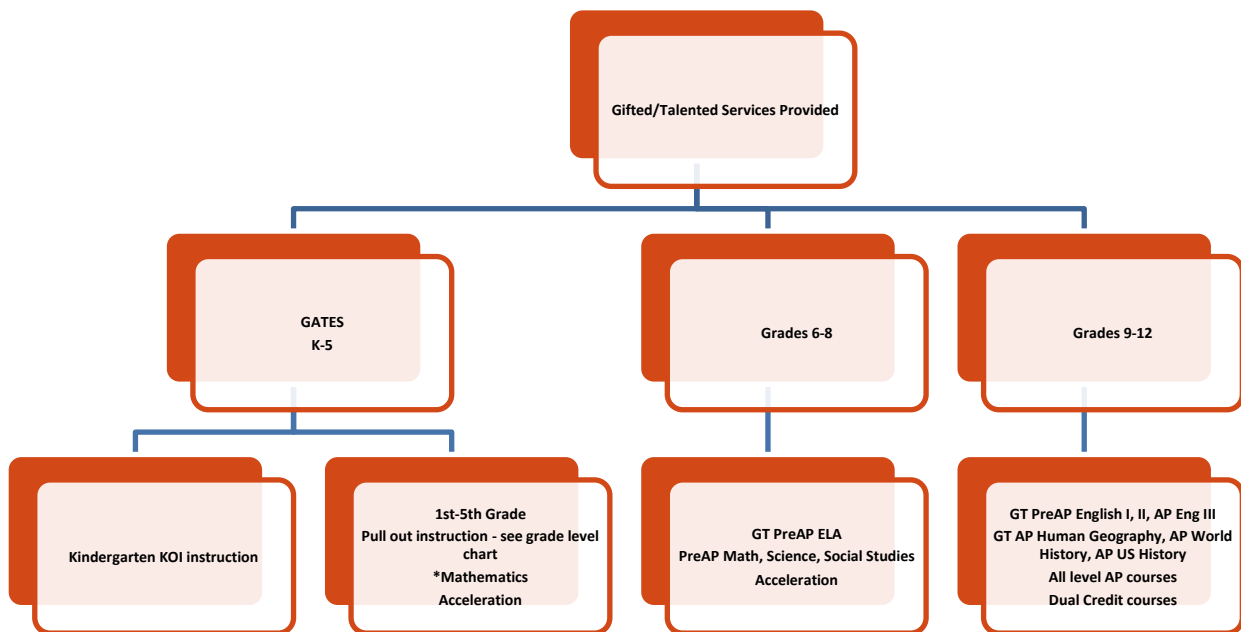 Gifted/Talented Services Provided
GATES
K-5
Grades 6-8
Grades 9-12
Kindergarten KOI instruction
1st-5th Grade
Pull out instruction - see grade level
chart
*Mathematics
Acceleration
GT PreAP ELA
PreAP Math, Science, Social Studies
Acceleration
GT PreAP English I, II, AP Eng III
GT AP Human Geography, AP World
History, AP US History
All level AP courses
Dual Credit courses